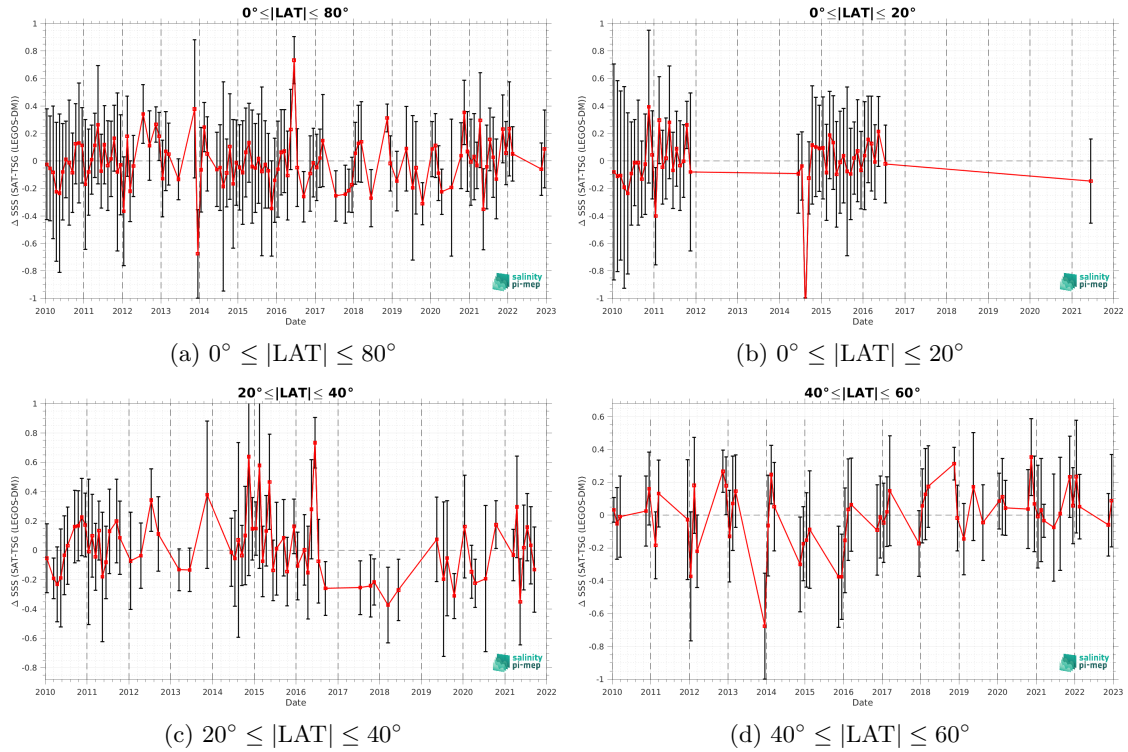 0°≤|LAT|≤ 80°
Δ SSS (SAT-TSG (LEGOS-DM))
1
0.8
0.6
0.4
0.2
0
-0.2
-0.4
-0.6
-0.8
-1
2010 2011 2012 2013 2014 2015 2016 2017 2018 2019 2020 2021 2022 2023
Date
salinity
pi-mep
(a) 0° ≤ |LAT| ≤ 80°
0°≤|LAT|≤ 20°
Δ SSS (SAT-TSG (LEGOS-DM))
1
0.8
0.6
0.4
0.2
0
-0.2
-0.4
-0.6
-0.8
-1
2010 2011 2012 2013 2014 2015 2016 2017 2018 2019 2020 2021 2022
Date
salinity
pi-mep
(b) 0° ≤ |LAT| ≤ 20°
20°≤|LAT|≤ 40°
Δ SSS (SAT-TSG (LEGOS-DM))
1
0.8
0.6
0.4
0.2
0
-0.2
-0.4
-0.6
-0.8
2010 2011 2012 2013 2014 2015 2016 2017 2018 2019 2020 2021 2022
Date
salinity
pi-mep
(c) 20° ≤ |LAT| ≤ 40°
40°≤|LAT|≤ 60°
Δ SSS (SAT-TSG (LEGOS-DM))
0.6
0.4
0.2
0
-0.2
-0.4
-0.6
-0.8
-1
2010 2011 2012 2013 2014 2015 2016 2017 2018 2019 2020 2021 2022 2023
Date
salinity
pi-mep
(d) 40° ≤ |LAT| ≤ 60°